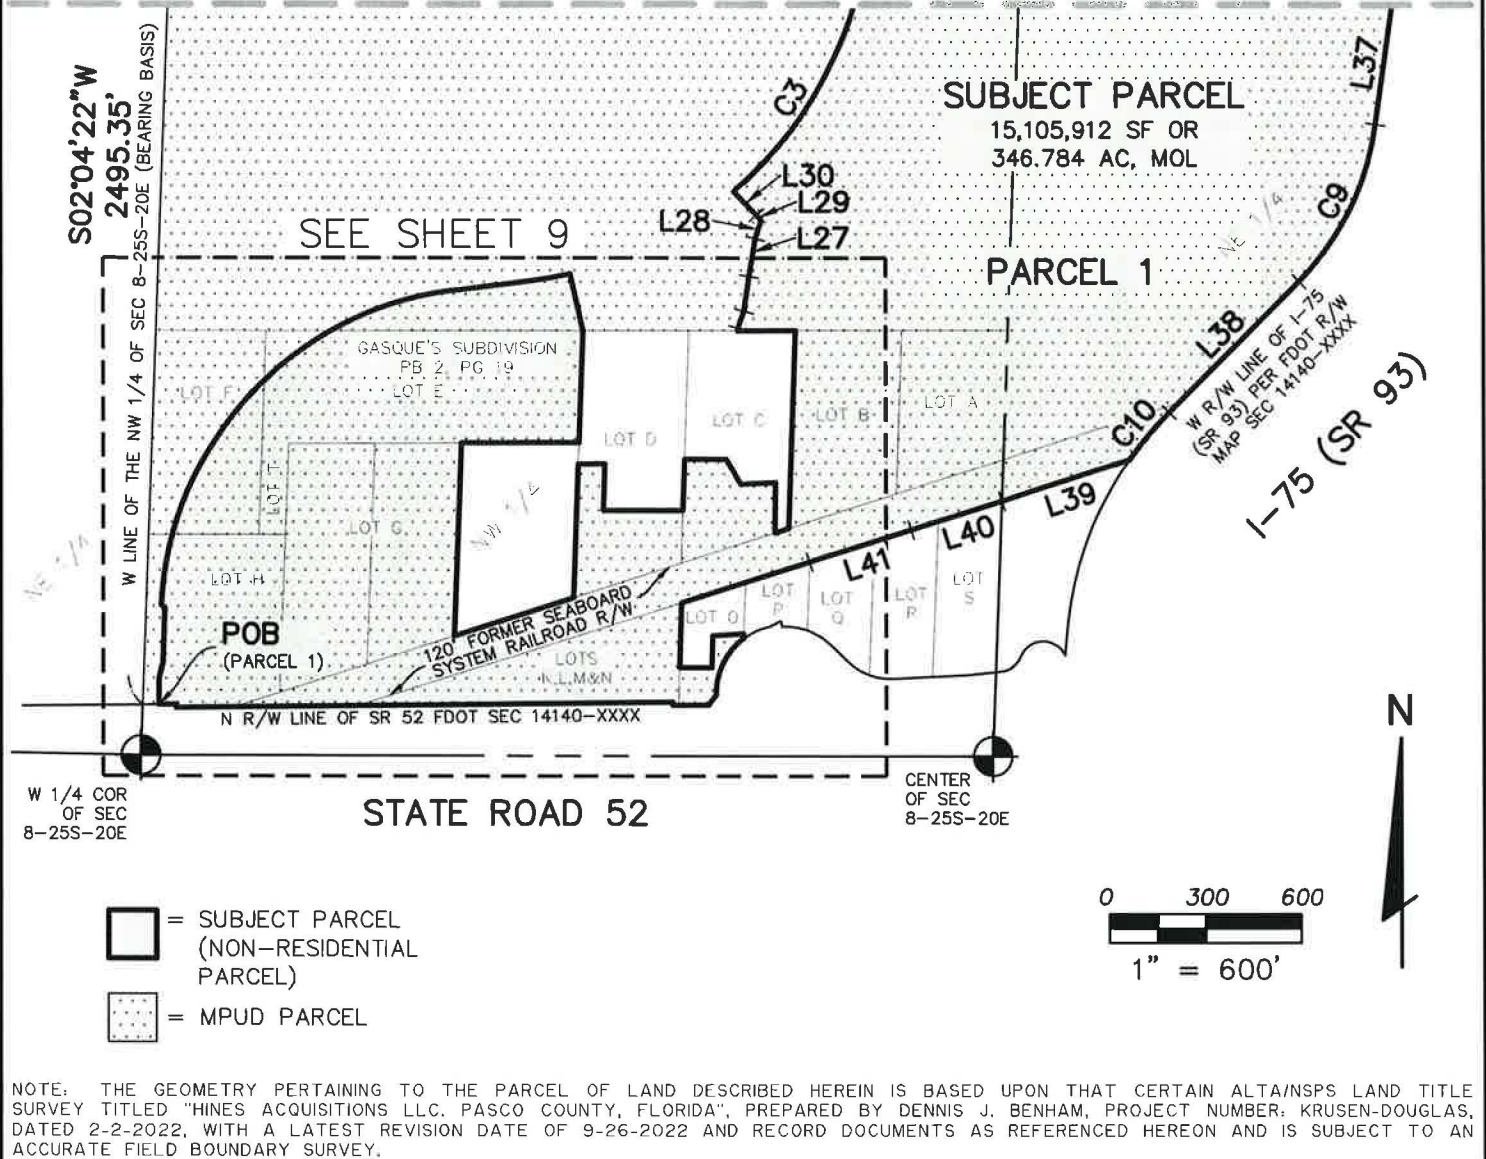 S02°04'22"W
2495.35'
W LINE OF THE NW 1/4 OF SEC 8-25S-20E (BEARING BASIS)
C3
SUBJECT PARCEL
15,105,912 SF OR
346.784 AC, MOL
L37
L30
L29
L28
L27
C9
NE 1/4
SEE SHEET 9
PARCEL 1
L38
W R/W LINE OF I-75
(SR 93) PER FDOT R/W
MAP SEC 14140-XXXX
I-75 (SR 93)
GASQUE'S SUBDIVISION
PB 2, PG 19
LOT F
LOT E
LOT D
LOT C
LOT B
LOT A
C10
LOT I
LOT G
NW 1/4
L39
L40
L41
NE 1/4
LOT H
LOT
S
LOT
R
LOT
Q
LOT
P
LOT O
POB
(PARCEL 1)
120' FORMER SEABOARD
SYSTEM RAILROAD R/W
LOTS
K,L,M&N
N R/W LINE OF SR 52 FDOT SEC 14140-XXXX
N
W 1/4 COR
OF SEC
8-25S-20E
STATE ROAD 52
CENTER
OF SEC
8-25S-20E
0 300 600
1" = 600'
= SUBJECT PARCEL
(NON-RESIDENTIAL
PARCEL)
= MPUD PARCEL
NOTE: THE GEOMETRY PERTAINING TO THE PARCEL OF LAND DESCRIBED HEREIN IS BASED UPON THAT CERTAIN ALTA/NSPS LAND TITLE
SURVEY TITLED "HINES ACQUISITIONS LLC. PASCO COUNTY, FLORIDA", PREPARED BY DENNIS J. BENHAM, PROJECT NUMBER: KRUSEN-DOUGLAS,
DATED 2-2-2022, WITH A LATEST REVISION DATE OF 9-26-2022 AND RECORD DOCUMENTS AS REFERENCED HEREON AND IS SUBJECT TO AN
ACCURATE FIELD BOUNDARY SURVEY.